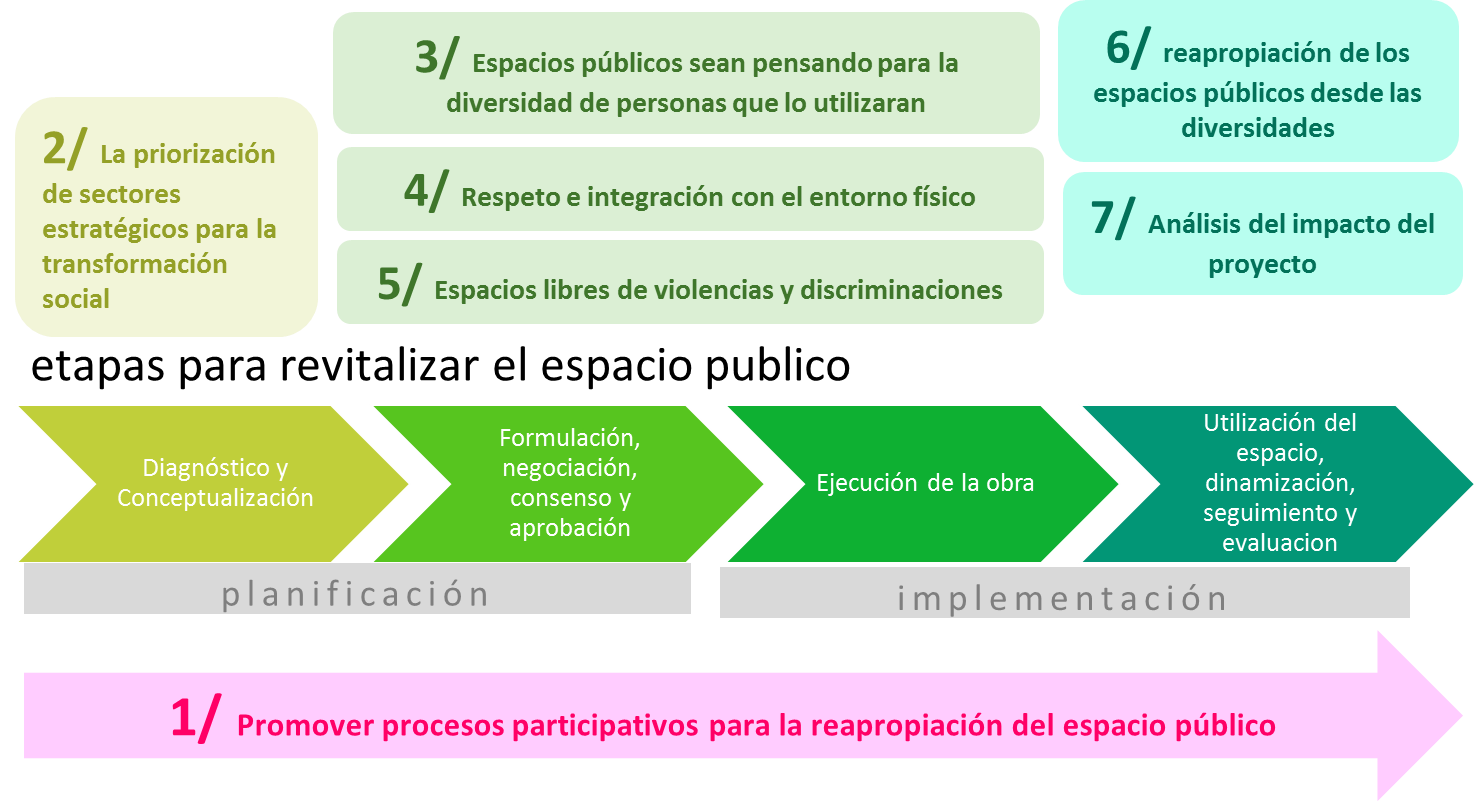 2/ La priorización
de sectores
estratégicos para la
transformación
social
3/ Espacios públicos sean pensando para la
diversidad de personas que lo utilizaran
4/ Respeto e integración con el entorno físico
5/ Espacios libres de violencias y discriminaciones
6/ reapropiación de los
espacios públicos desde las
diversidades
7/ Análisis del impacto del
proyecto
etapas para revitalizar el espacio publico
Diagnóstico y
Conceptualización
Formulación,
negociación,
consenso y
aprobación
Ejecución de la obra
Utilización del
espacio,
dinamización,
seguimiento y
evaluacion
planificación
implementación
1/ Promover procesos participativos para la reapropiación del espacio público